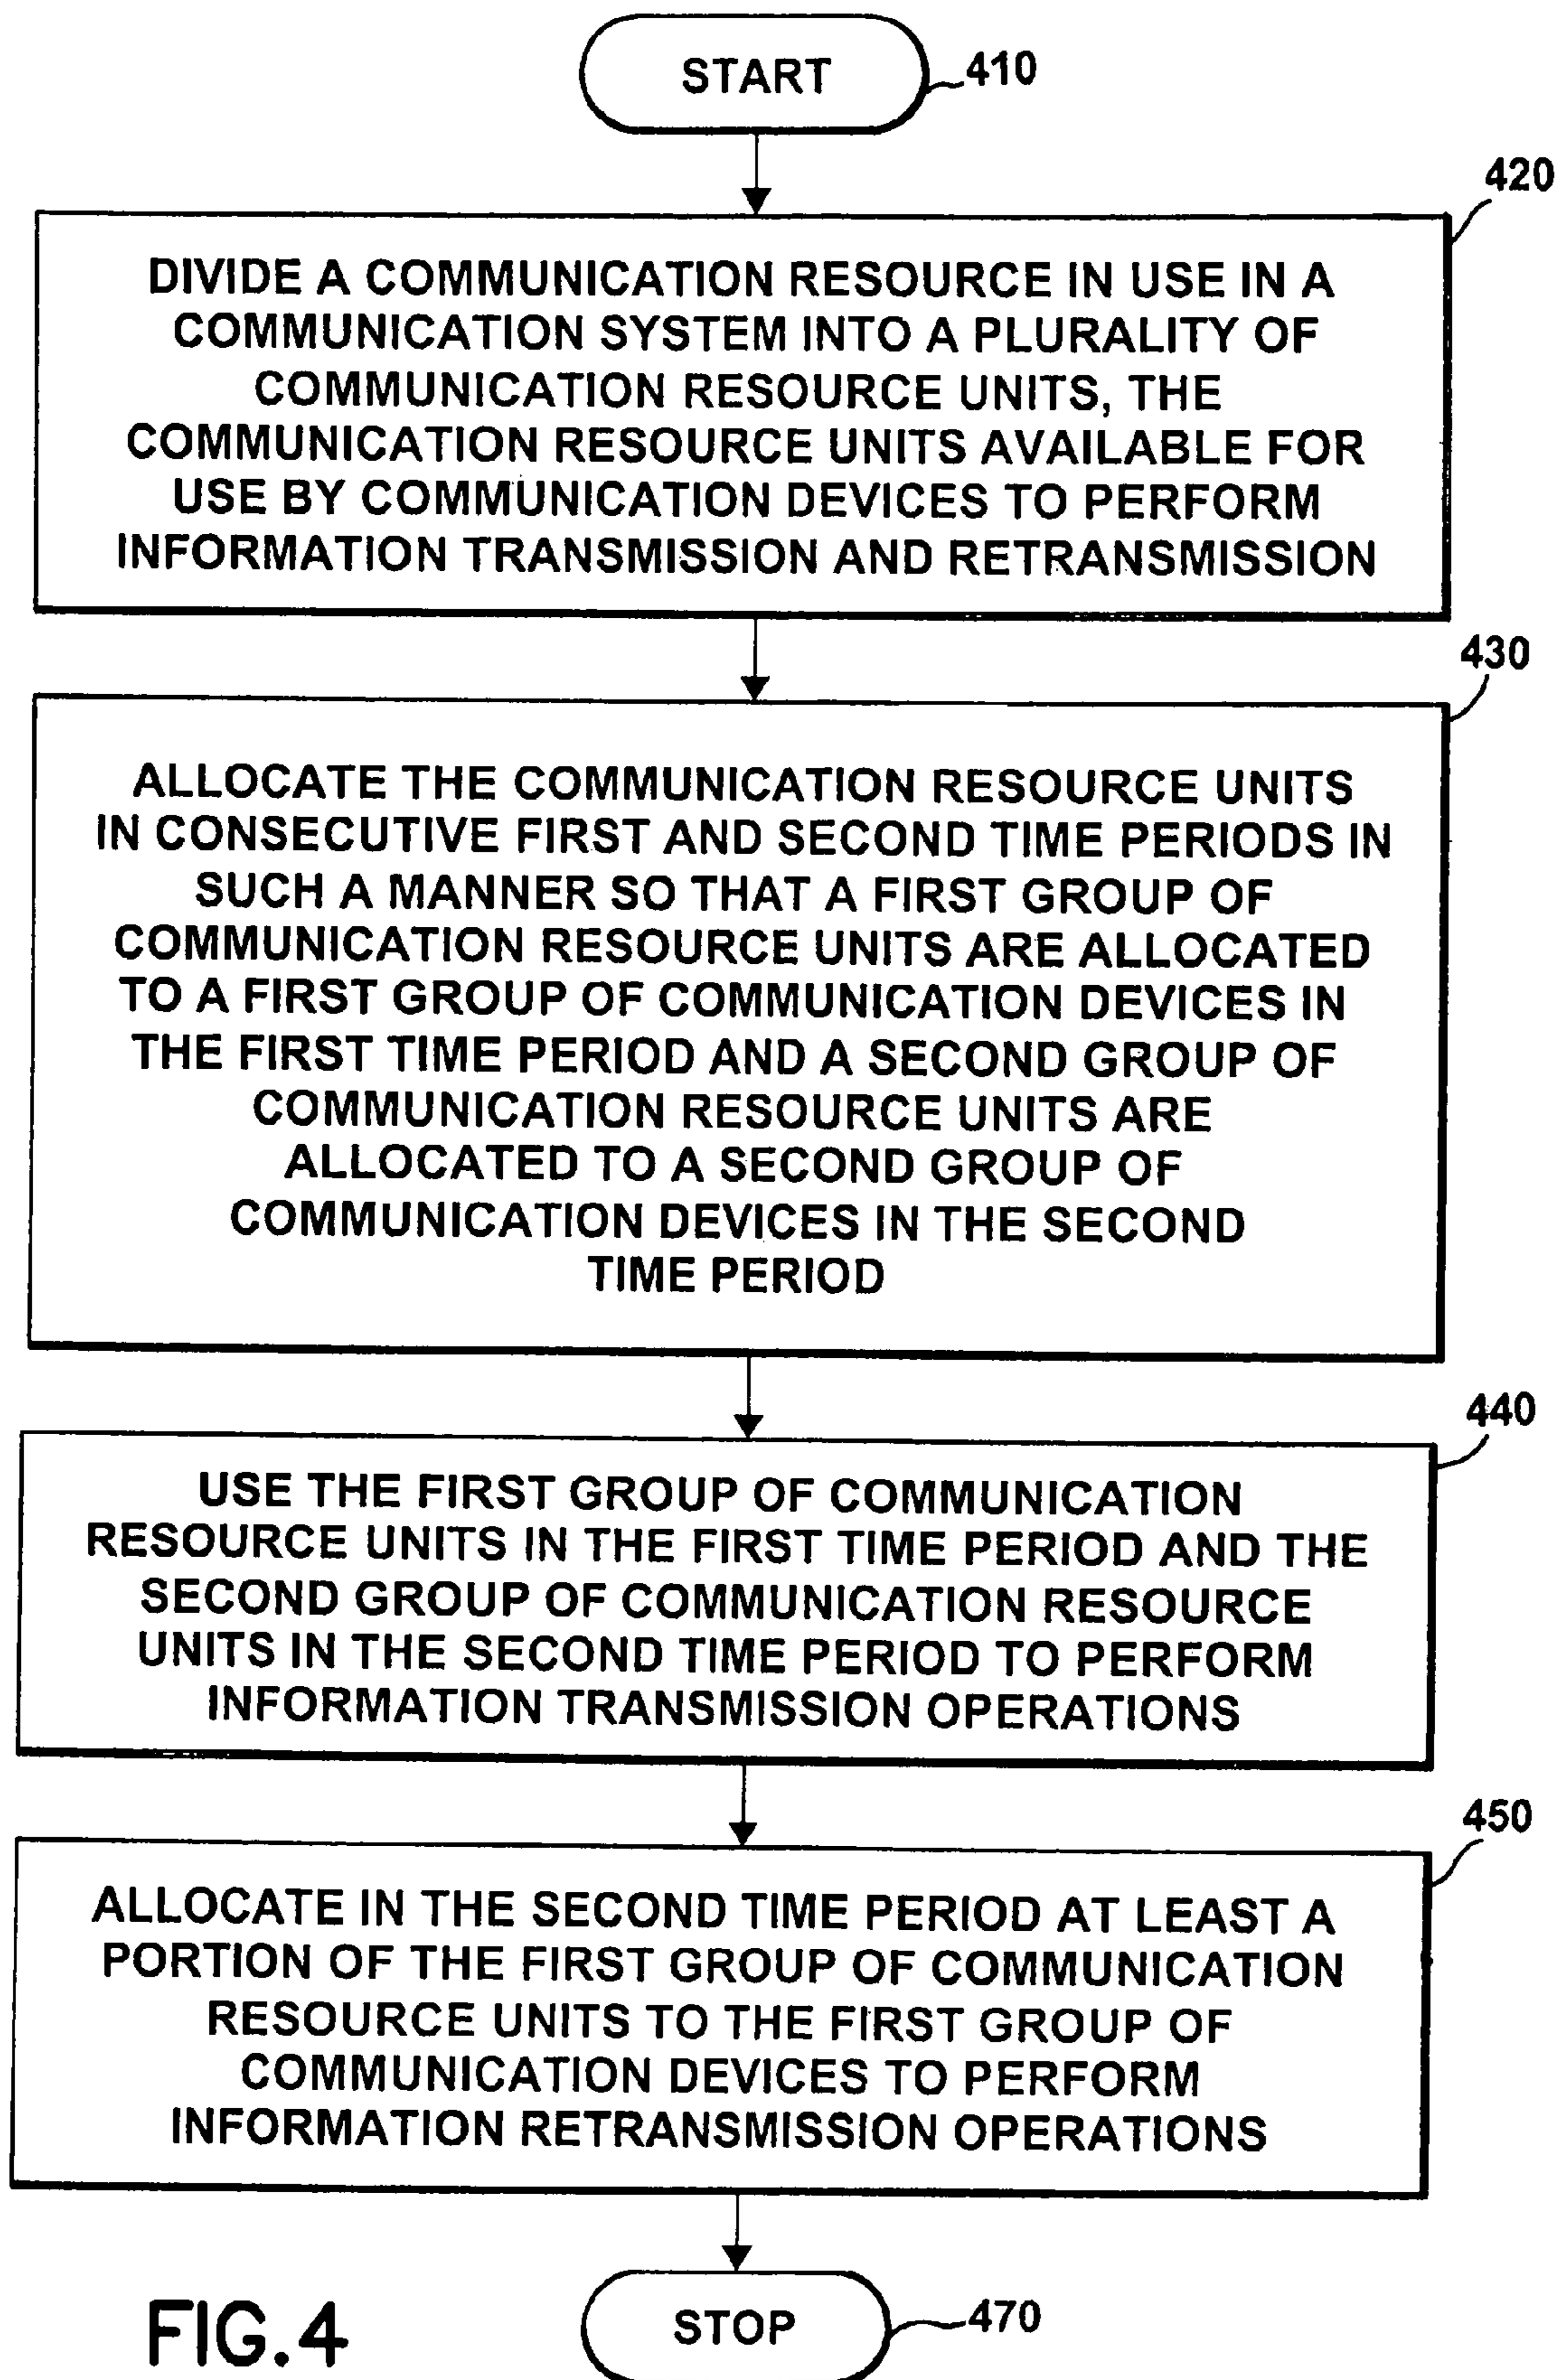 START
410
420
DIVIDE A COMMUNICATION RESOURCE IN USE IN A
COMMUNICATION SYSTEM INTO A PLURALITY OF
COMMUNICATION RESOURCE UNITS, THE
COMMUNICATION RESOURCE UNITS AVAILABLE FOR
USE BY COMMUNICATION DEVICES TO PERFORM
INFORMATION TRANSMISSION AND RETRANSMISSION
430
ALLOCATE THE COMMUNICATION RESOURCE UNITS
IN CONSECUTIVE FIRST AND SECOND TIME PERIODS IN
SUCH A MANNER SO THAT A FIRST GROUP OF
COMMUNICATION RESOURCE UNITS ARE ALLOCATED
TO A FIRST GROUP OF COMMUNICATION DEVICES IN
THE FIRST TIME PERIOD AND A SECOND GROUP OF
COMMUNICATION RESOURCE UNITS ARE
ALLOCATED TO A SECOND GROUP OF
COMMUNICATION DEVICES IN THE SECOND
TIME PERIOD
440
USE THE FIRST GROUP OF COMMUNICATION
RESOURCE UNITS IN THE FIRST TIME PERIOD AND THE
SECOND GROUP OF COMMUNICATION RESOURCE
UNITS IN THE SECOND TIME PERIOD TO PERFORM
INFORMATION TRANSMISSION OPERATIONS
450
ALLOCATE IN THE SECOND TIME PERIOD AT LEAST A
PORTION OF THE FIRST GROUP OF COMMUNICATION
RESOURCE UNITS TO THE FIRST GROUP OF
COMMUNICATION DEVICES TO PERFORM
INFORMATION RETRANSMISSION OPERATIONS
STOP
470
FIG.4